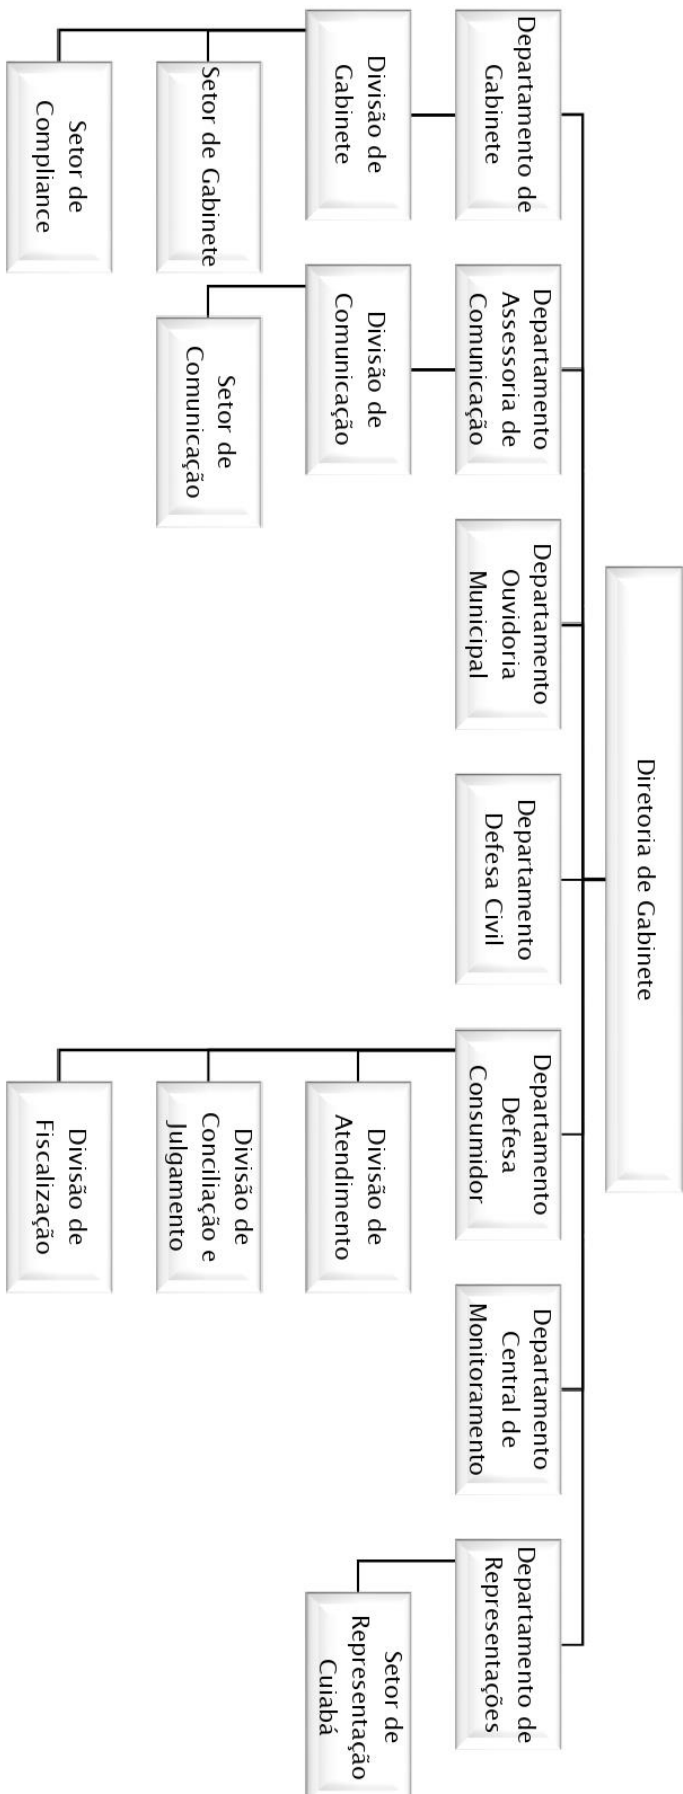 Diretoria de Gabinete
Departamento de
Gabinete
Departamento
Assessoria de
Comunicação
Departamento
Ouvidoria
Municipal
Departamento
Defesa Civil
Departamento
Defesa
Consumidor
Departamento
Central de
Monitoramento
Departamento de
Representações
Divisão de
Gabinete
Divisão de
Comunicação
Divisão de
Atendimento
Setor de
Representação
Cuiabá
Setor de Gabinete
Setor de
Comunicação
Divisão de
Conciliação e
Julgamento
Setor de
Compliance
Divisão de
Fiscalização